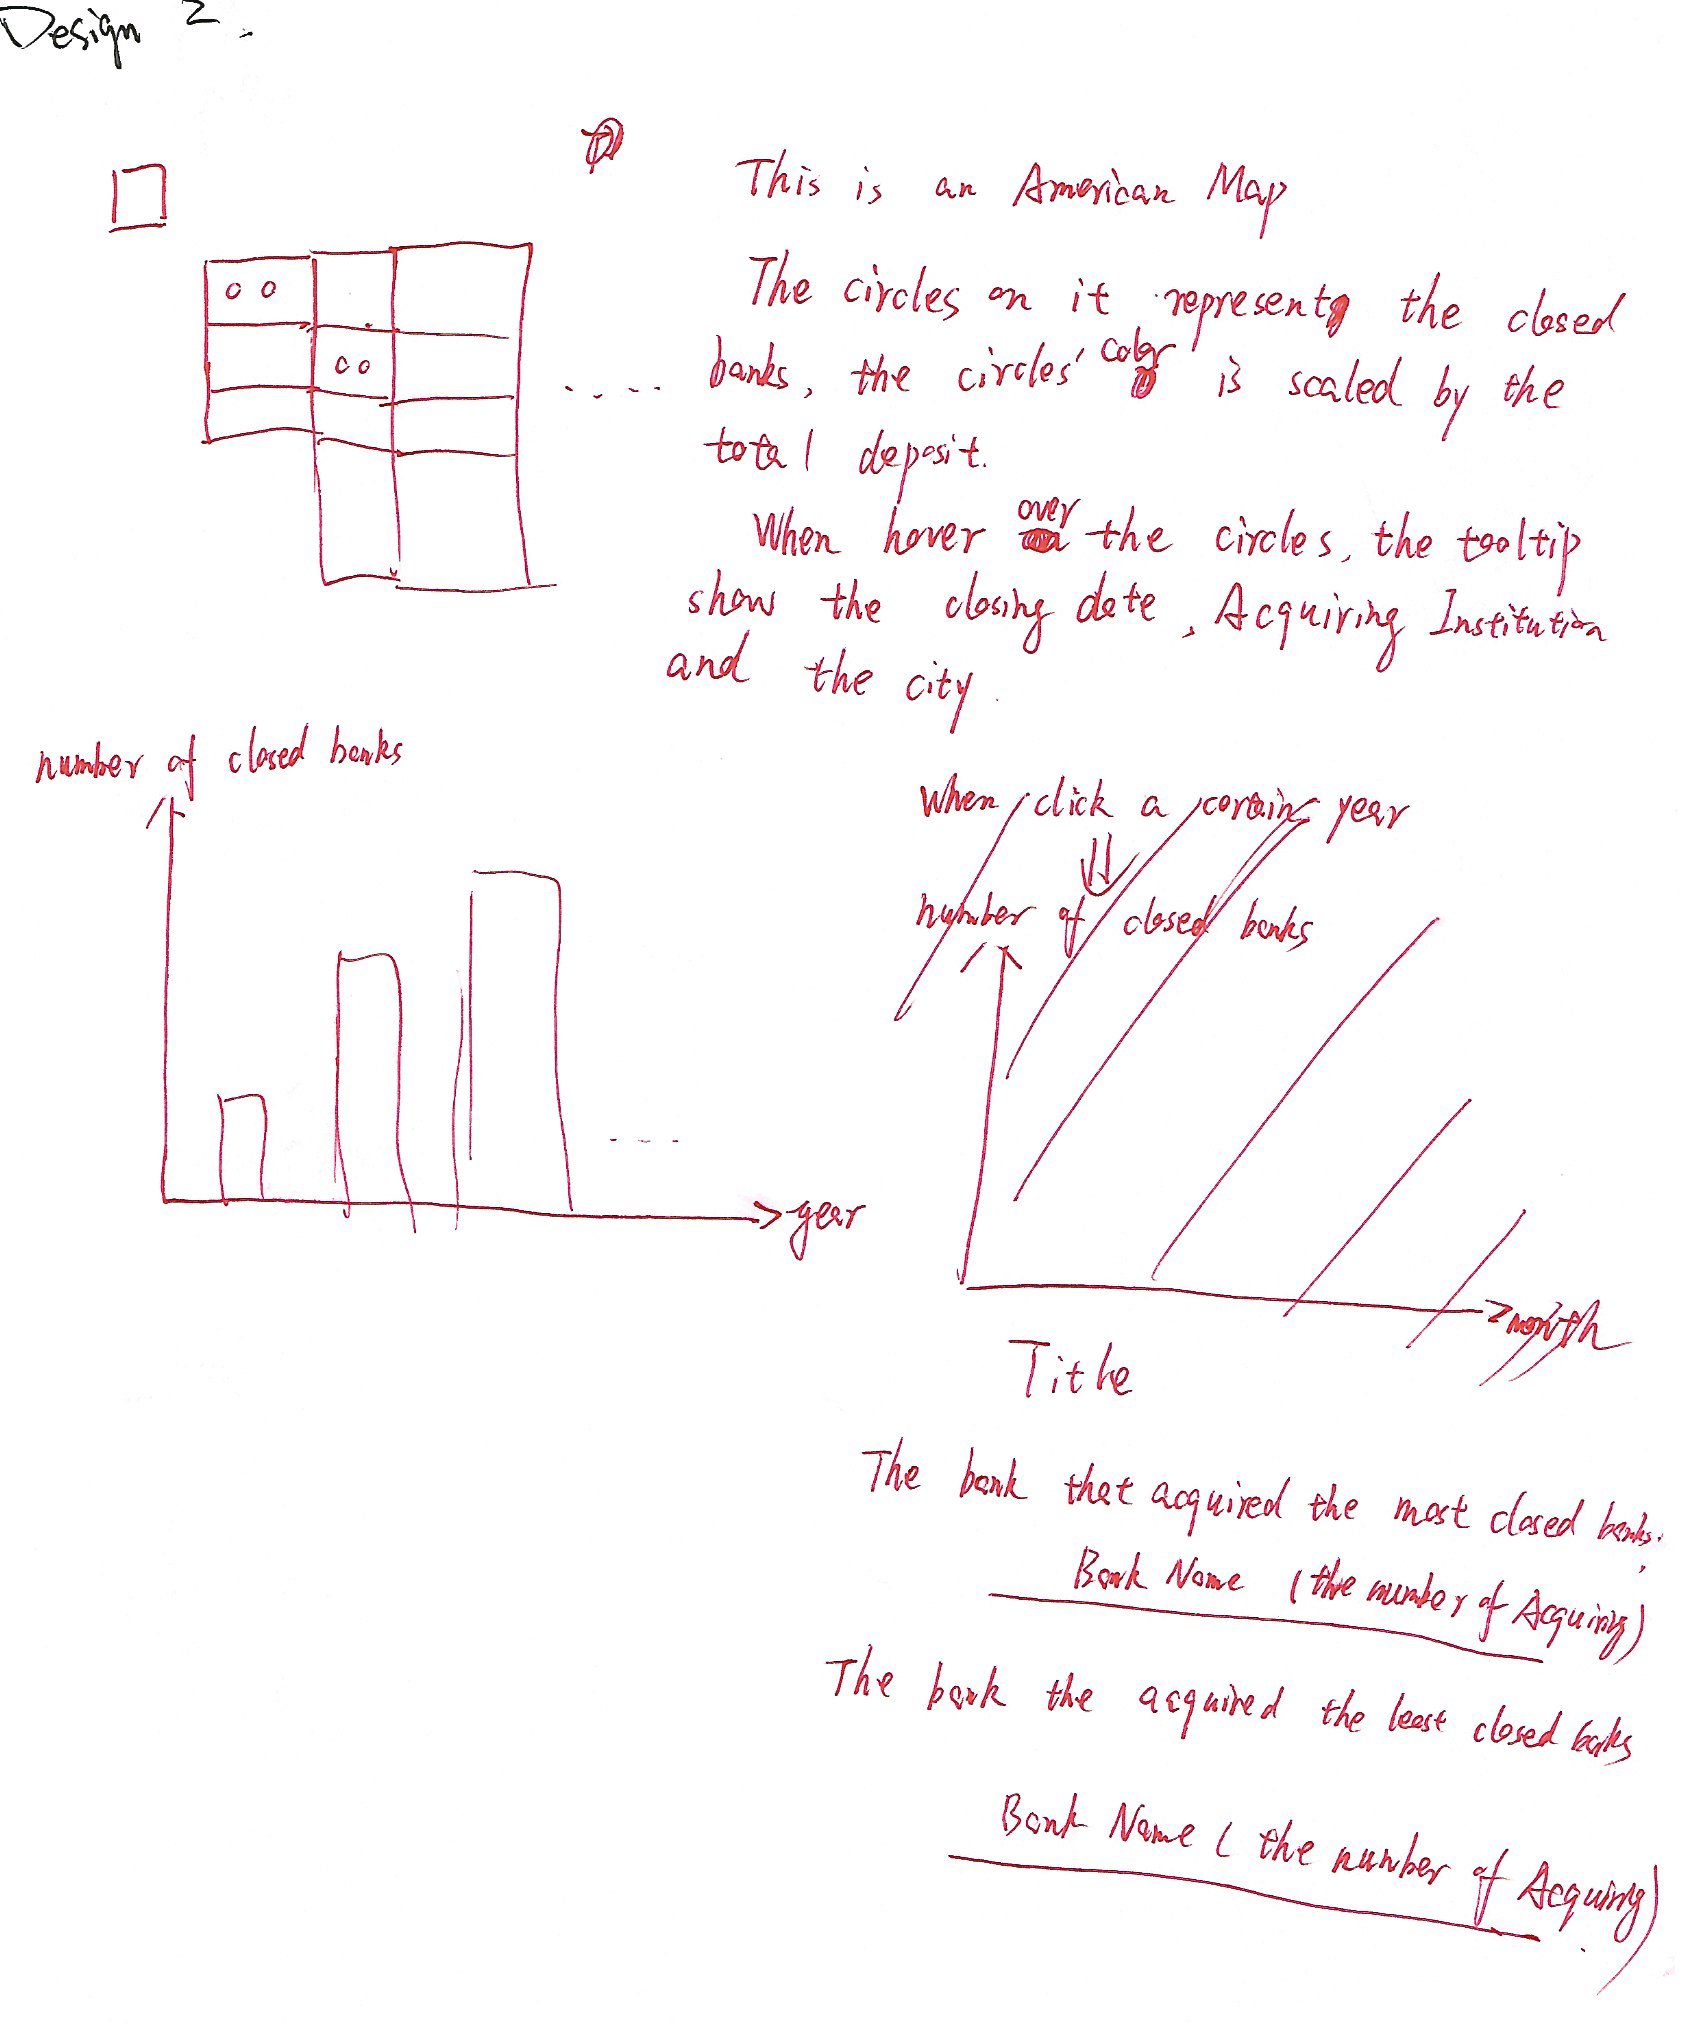 Design 2.
This is an American Map
The circles on it represent the closed
banks, the circles' color is scaled by the
total deposit.
When hover over the circles, the tooltip
show the closing date, Acquiring Institution
and the city.
number of closed banks
year
When click a certain year
number of closed banks
month
Title
The bank that acquired the most closed banks.
Bank Name (the number of Acquiring)
The bank the acquired the least closed banks
Bank Name (the number of Acquiring)